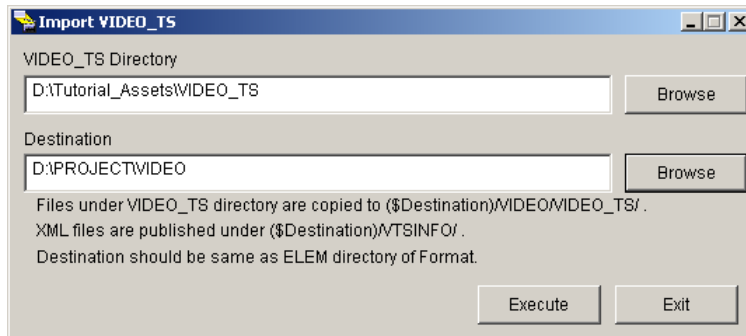 Import VIDEO_TS
VIDEO_TS Directory
D:\Tutorial_Assets\VIDEO_TS
Browse
Destination
D:\PROJECT\VIDEO
Browse
Files under VIDEO_TS directory are copied to ($Destination)/VIDEO/VIDEO_TS/ .
XML files are published under ($Destination)/VTSINFO/ .
Destination should be same as ELEM directory of Format.
Execute
Exit